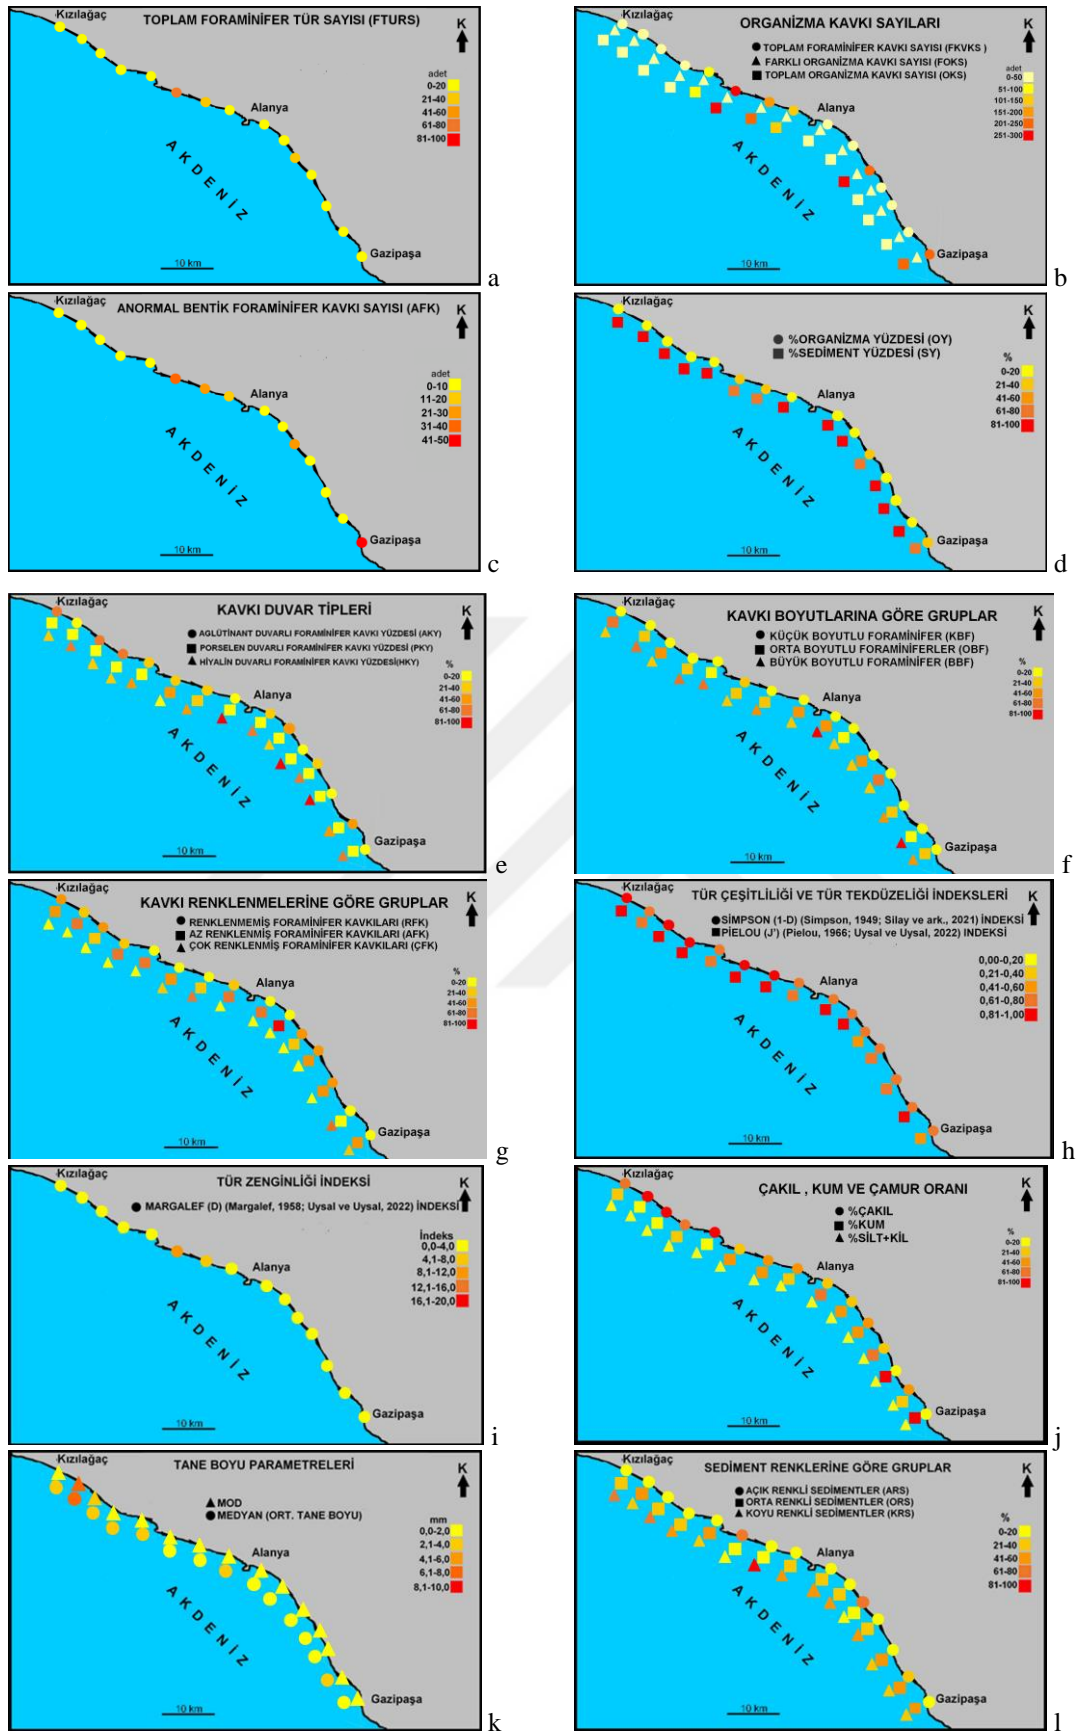 TOPLAM FORAMİNİFER TÜR SAYISI (FTURS)
Kızılağaç
K
adet
0-20
21-40
41-60
61-80
81-100
Alanya
AKDENİZ
Gazipaşa
10 km
a
ORGANİZMA KAVKI SAYILARI
Kızılağaç
K
TOPLAM FORAMİNİFER KAVKI SAYISI (FKVKS )
FARKLI ORGANİZMA KAVKI SAYISI (FOKS)
TOPLAM ORGANİZMA KAVKI SAYISI (OKS)
adet
0-50
51-100
101-150
151-200
201-250
251-300
Alanya
AKDENİZ
Gazipaşa
10 km
b
Kızılağaç
ANORMAL BENTİK FORAMİNİFER KAVKI SAYISI (AFK)
K
adet
0-10
11-20
21-30
31-40
41-50
Alanya
AKDENİZ
Gazipaşa
10 km
c
Kızılağaç
K
%ORGANİZMA YÜZDESİ (OY)
%SEDİMENT YÜZDESİ (SY)
%
0-20
21-40
41-60
61-80
81-100
Alanya
AKDENİZ
Gazipaşa
10 km
d
Kızılağaç
KAVKI DUVAR TİPLERİ
K
AGLÜTİNANT DUVARLI FORAMİNİFER KAVKI YÜZDESİ (AKY)
PORSELEN DUVARLI FORAMİNİFER KAVKI YÜZDESİ (PKY)
HİYALİN DUVARLI FORAMİNİFER KAVKI YÜZDESİ(HKY)
%
0-20
21-40
41-60
61-80
81-100
Alanya
AKDENİZ
Gazipaşa
10 km
e
Kızılağaç
KAVKI BOYUTLARINA GÖRE GRUPLAR
K
KÜÇÜK BOYUTLU FORAMİNİFER (KBF)
ORTA BOYUTLU FORAMİNİFERLER (OBF)
BÜYÜK BOYUTLU FORAMİNİFER (BBF)
%
0-20
21-40
41-60
61-80
81-100
Alanya
AKDENİZ
Gazipaşa
10 km
f
Kızılağaç
KAVKI RENKLENMELERİNE GÖRE GRUPLAR
K
RENKLENMEMİŞ FORAMİNİFER KAVKILARI (RFK)
AZ RENKLENMİŞ FORAMİNİFER KAVKILARI (AFK)
ÇOK RENKLENMİŞ FORAMİNİFER KAVKILARI (ÇFK)
%
0-20
21-40
41-60
61-80
81-100
Alanya
AKDENİZ
Gazipaşa
10 km
g
Kızılağaç
TÜR ÇEŞİTLİLİĞİ VE TÜR TEKDÜZELİĞİ İNDEKSLERİ
K
SİMPSON (1-D) (Simpson, 1949; Silay ve ark., 2021) İNDEKSİ
PİELOU (J') (Pielou, 1966; Uysal ve Uysal, 2022) İNDEKSİ
0,00-0,20
0,21-0,40
0,41-0,60
0,61-0,80
0,81-1,00
Alanya
AKDENİZ
Gazipaşa
10 km
h
Kızılağaç
TÜR ZENGİNLİĞİ İNDEKSİ
K
MARGALEF (D) (Margalef, 1958; Uysal ve Uysal, 2022) İNDEKSİ
İndeks
0,0-4,0
4,1-8,0
8,1-12,0
12,1-16,0
16,1-20,0
Alanya
AKDENİZ
Gazipaşa
10 km
i
Kızılağaç
ÇAKIL , KUM VE ÇAMUR ORANI
K
%ÇAKIL
%KUM
%SİLT+KİL
%
0-20
21-40
41-60
61-80
81-100
Alanya
AKDENİZ
Gazipaşa
10 km
j
Kızılağaç
TANE BOYU PARAMETRELERİ
K
MOD
MEDYAN (ORT. TANE BOYU)
mm
0,0-2,0
2,1-4,0
4,1-6,0
6,1-8,0
8,1-10,0
Alanya
AKDENİZ
Gazipaşa
10 km
k
Kızılağaç
SEDİMENT RENKLERİNE GÖRE GRUPLAR
K
AÇIK RENKLİ SEDİMENTLER (ARS)
ORTA RENKLİ SEDİMENTLER (ORS)
KOYU RENKLİ SEDİMENTLER (KRS)
%
0-20
21-40
41-60
61-80
81-100
Alanya
AKDENİZ
Gazipaşa
10 km
l